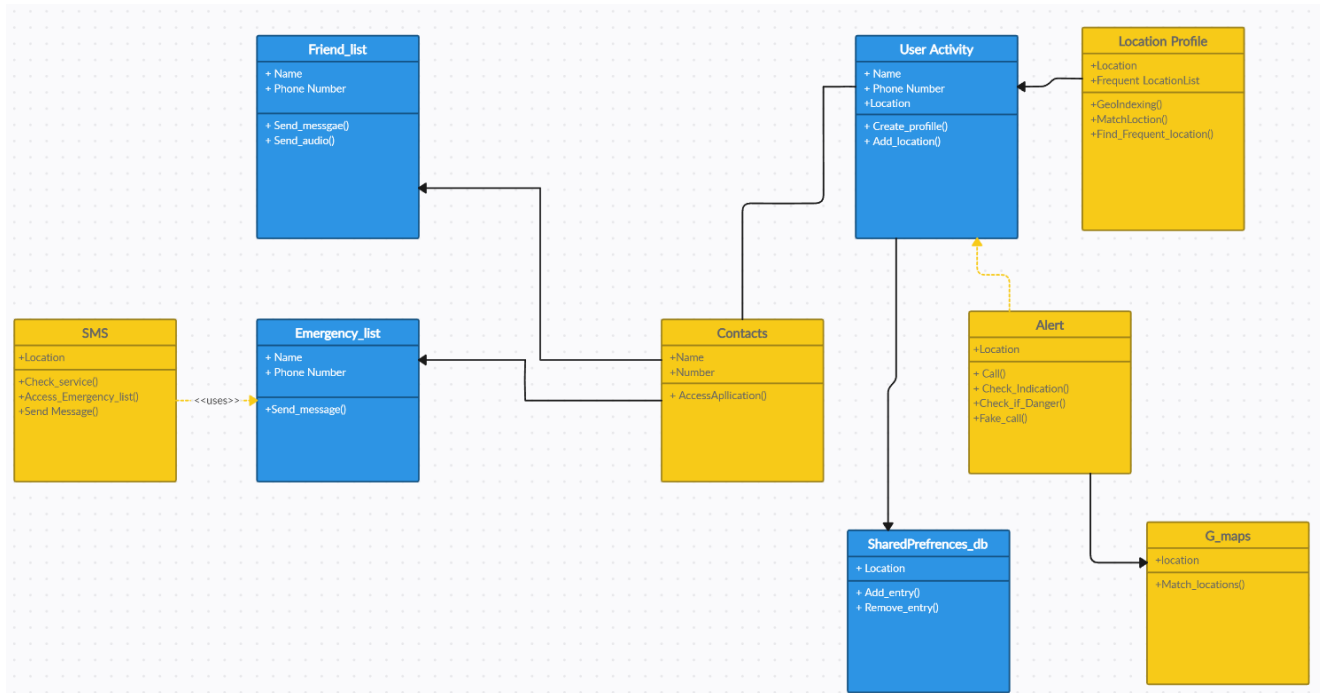 Friend_list
+ Name
+ Phone Number
+ Send_messgae()
+ Send_audio()
User Activity
+ Name
+ Phone Number
+Location
+ Create_profille()
+ Add_location()
Location Profile
+Location
+Frequent LocationList
+GeoIndexing()
+MatchLoction()
+Find_Frequent_location()
SMS
+Location
+Check_service()
+Access_Emergency_list()
+Send Message()
<<uses>>
Emergency_list
+ Name
+ Phone Number
+Send_message()
Contacts
+Name
+Number
+ AccessApllication()
Alert
+Location
+ Call()
+ Check_Indication()
+Check_if_Danger()
+Fake_call()
SharedPrefrences_db
+ Location
+ Add_entry()
+ Remove_entry()
G_maps
+location
+Match_locations()